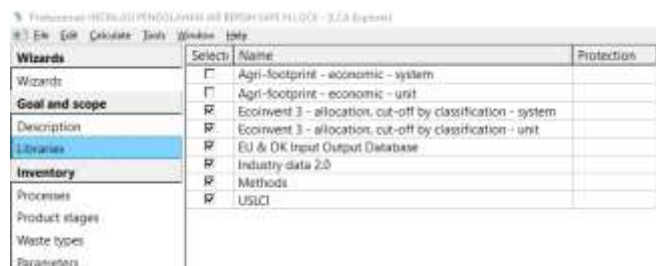 File Edit Calculate Tools Window Help
Wizards
Wizards
Goal and scope
Description
Libraries
Inventory
Processes
Product stages
Waste types
Parameters
Selecti Name Protection
Agri-footprint - economic - system
Agri-footprint - economic - unit
Ecoinvent 3 - allocation, cut-off by classification - system
Ecoinvent 3 - allocation, cut-off by classification - unit
EU & DK Input Output Database
Industry data 2.0
Methods
USLCI